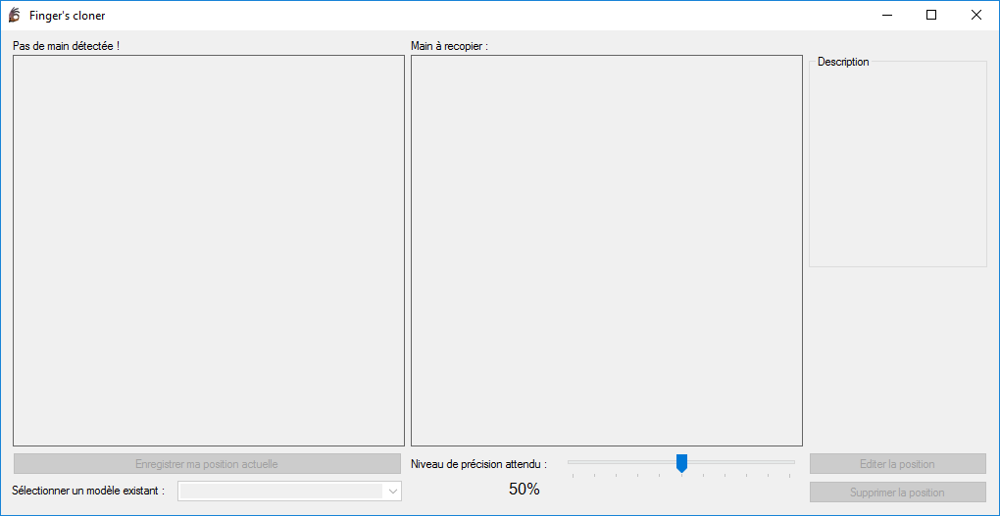 Finger's cloner
Pas de main détectée !
Main à recopier :
Description
Enregistrer ma position actuelle
Niveau de précision attendu :
Editer la position
Sélectionner un modèle existant :
50%
Supprimer la position